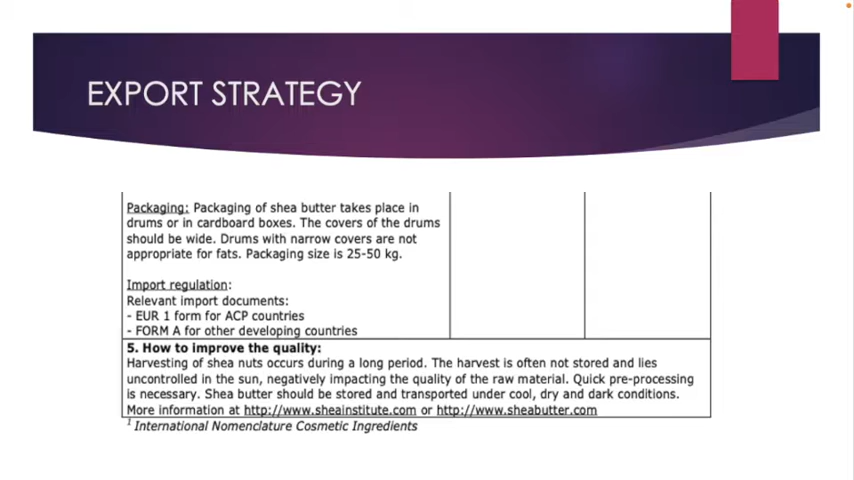 EXPORT STRATEGY
Packaging: Packaging of shea butter takes place in
drums or in cardboard boxes. The covers of the drums
should be wide. Drums with narrow covers are not
appropriate for fats. Packaging size is 25-50 kg.
Import regulation:
Relevant import documents:
- EUR 1 form for ACP countries
- FORM A for other developing countries
5. How to improve the quality:
Harvesting of shea nuts occurs during a long period. The harvest is often not stored and lies
uncontrolled in the sun, negatively impacting the quality of the raw material. Quick pre-processing
is necessary. Shea butter should be stored and transported under cool, dry and dark conditions.
More information at http://www.sheainstitute.com or http://www.sheabutter.com
1 International Nomenclature Cosmetic Ingredients